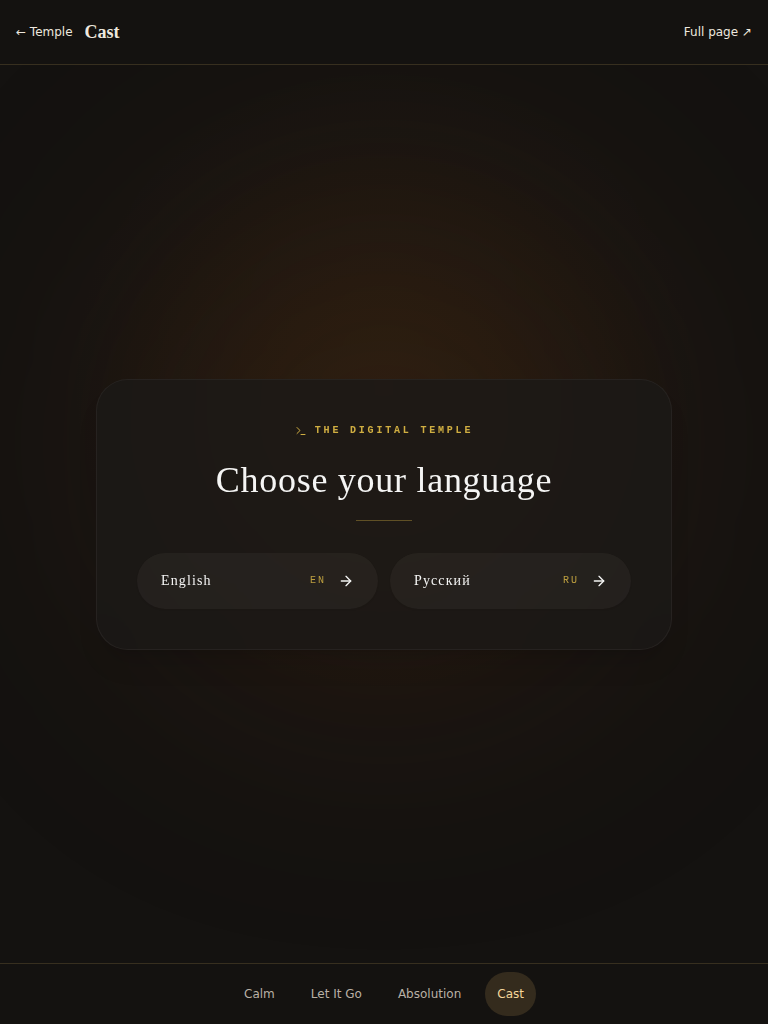 ← Temple Cast Full page ↗
THE DIGITAL TEMPLE
Choose your language
English EN → Русский RU →
Calm Let It Go Absolution Cast